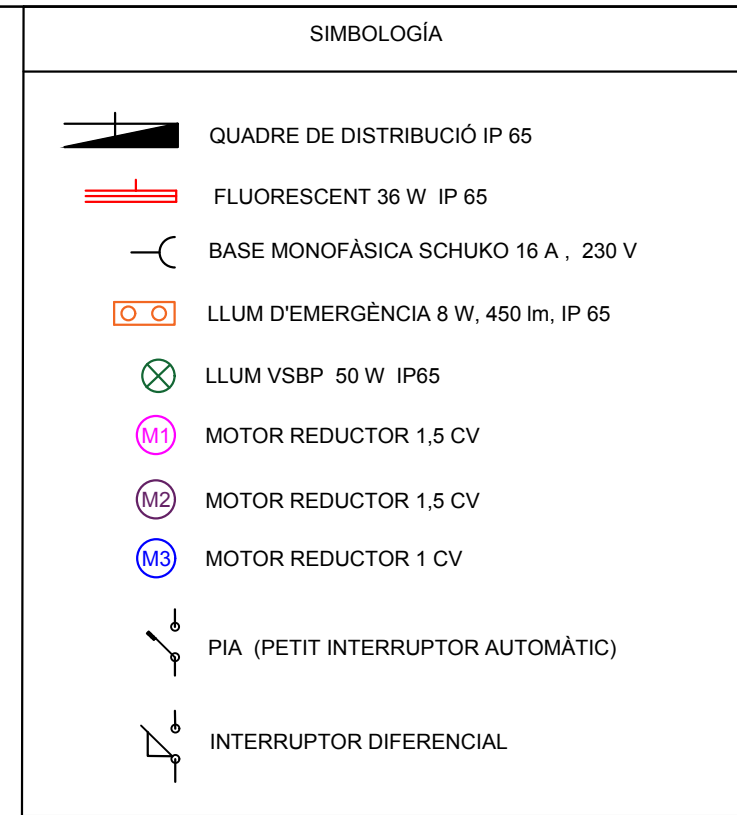 SIMBOLOGÍA
QUADRE DE DISTRIBUCIÓ IP 65
FLUORESCENT 36 W IP 65
BASE MONOFÀSICA SCHUKO 16 A , 230 V
LLUM D'EMERGÈNCIA 8 W, 450 lm, IP 65
LLUM VSBP 50 W IP65
M1 MOTOR REDUCTOR 1,5 CV
M2 MOTOR REDUCTOR 1,5 CV
M3 MOTOR REDUCTOR 1 CV
PIA (PETIT INTERRUPTOR AUTOMÀTIC)
INTERRUPTOR DIFERENCIAL